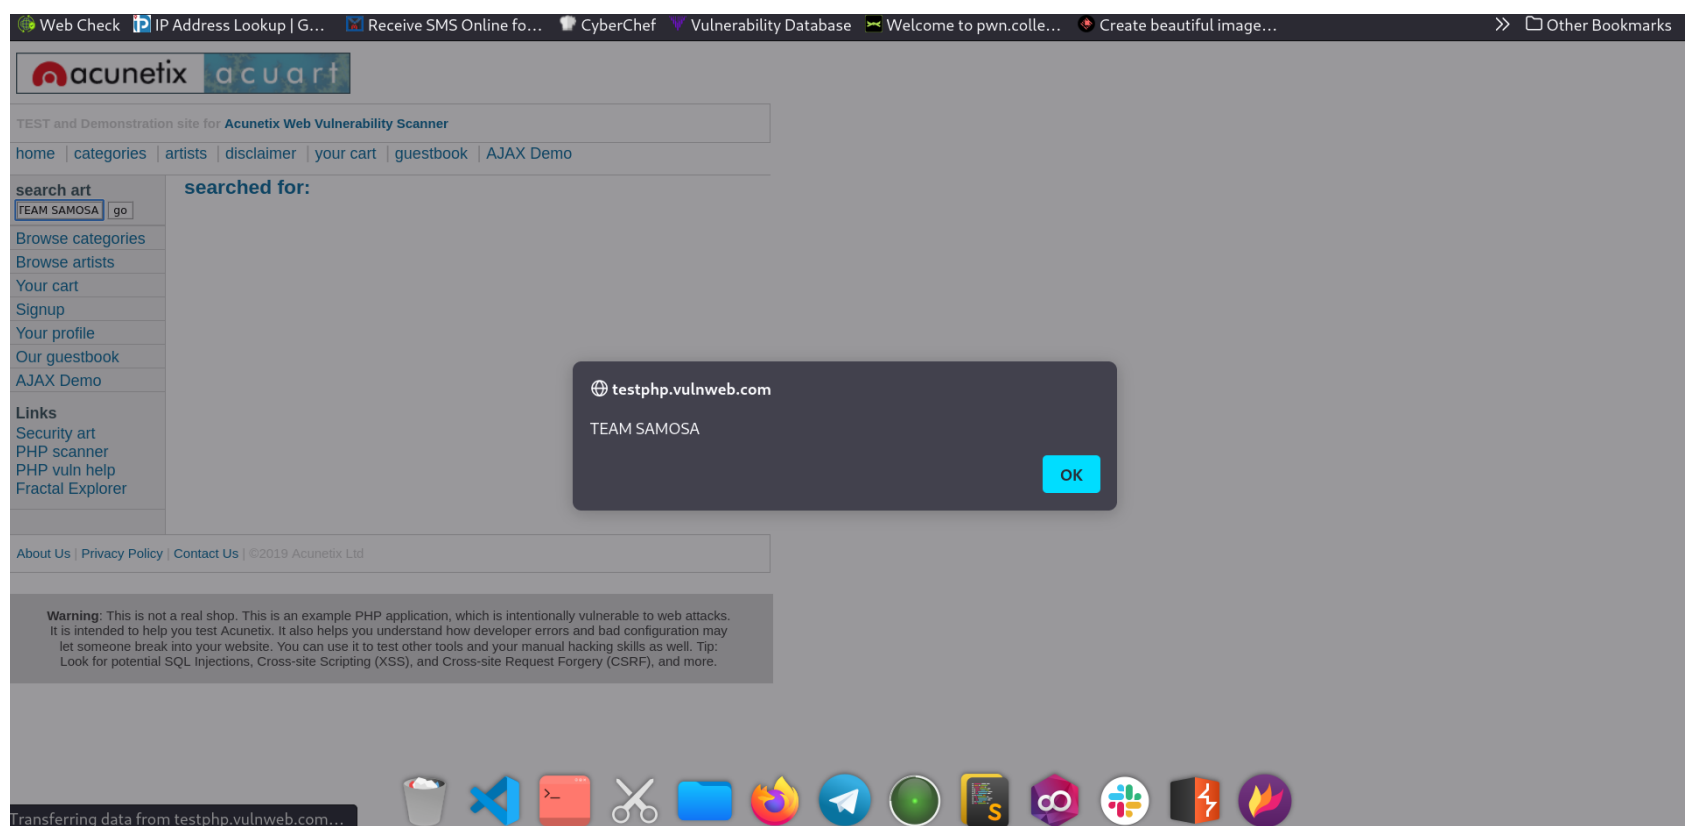 Web Check IP Address Lookup | G... Receive SMS Online fo... CyberChef Vulnerability Database Welcome to pwn.colle... Create beautiful image... Other Bookmarks
acunetix acuart
TEST and Demonstration site for Acunetix Web Vulnerability Scanner
home | categories | artists | disclaimer | your cart | guestbook | AJAX Demo
search art
TEAM SAMOSA go
Browse categories
Browse artists
Your cart
Signup
Your profile
Our guestbook
AJAX Demo
Links
Security art
PHP scanner
PHP vuln help
Fractal Explorer
searched for:
testphp.vulnweb.com
TEAM SAMOSA
OK
About Us | Privacy Policy | Contact Us | ©2019 Acunetix Ltd
Warning: This is not a real shop. This is an example PHP application, which is intentionally vulnerable to web attacks.
It is intended to help you test Acunetix. It also helps you understand how developer errors and bad configuration may
let someone break into your website. You can use it to test other tools and your manual hacking skills as well. Tip:
Look for potential SQL Injections, Cross-site Scripting (XSS), and Cross-site Request Forgery (CSRF), and more.
Transferring data from testphp.vulnweb.com...